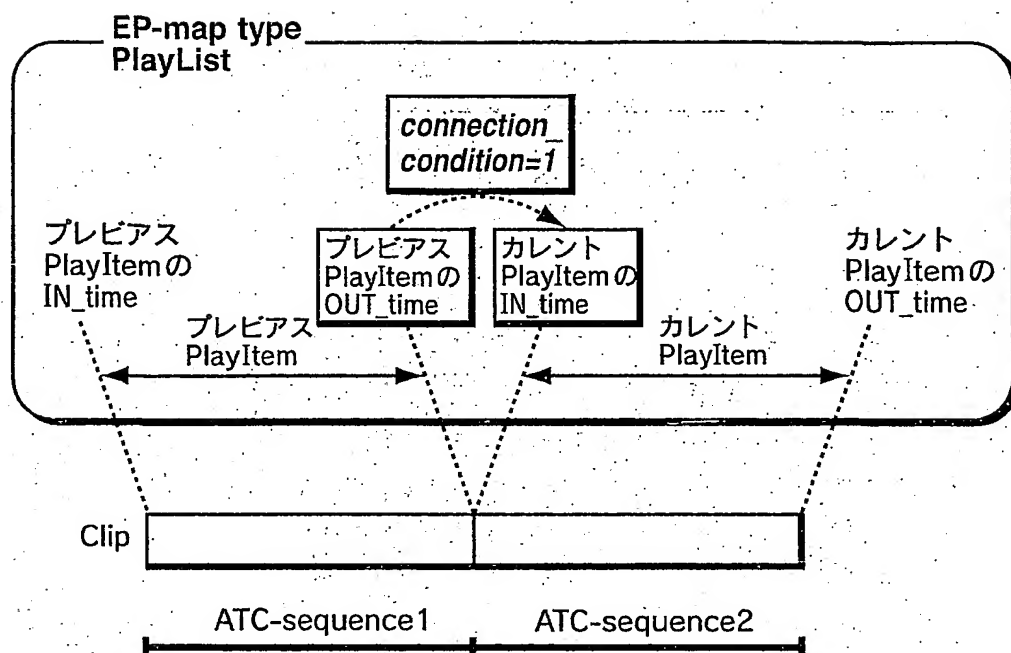 EP-map type
PlayList
connection_
condition=1
プレビアス
PlayItemの
IN_time
プレビアス
PlayItemの
OUT_time
カレント
PlayItemの
IN_time
カレント
PlayItemの
OUT_time
プレビアス
PlayItem
カレント
PlayItem
Clip
ATC-sequence1
ATC-sequence2